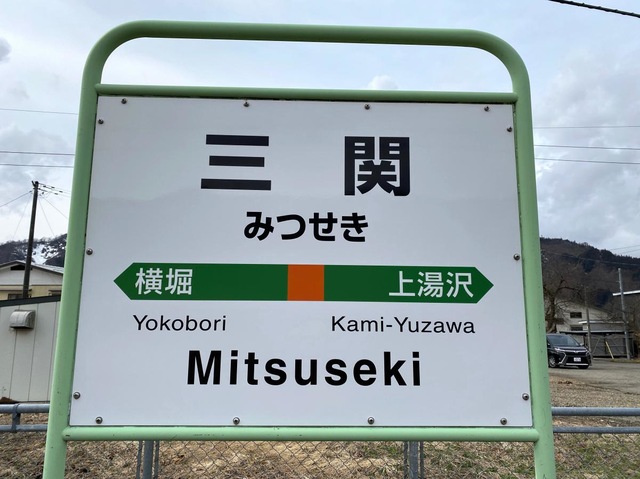 三関
みつせき
横堀 上湯沢
Yokobori Kami-Yuzawa
Mitsuseki